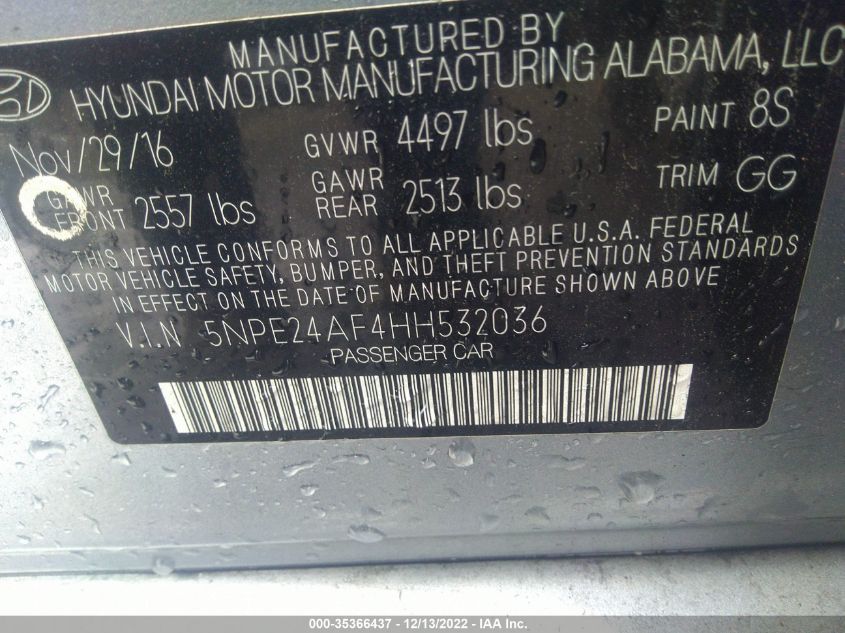 MANUFACTURED BY
HYUNDAI MOTOR MANUFACTURING ALABAMA, LLC
Nov/29/16 GVWR 4497 lbs PAINT 8S
GAWR FRONT 2557 lbs GAWR REAR 2513 lbs TRIM GG
THIS VEHICLE CONFORMS TO ALL APPLICABLE U.S.A. FEDERAL
MOTOR VEHICLE SAFETY, BUMPER, AND THEFT PREVENTION STANDARDS
IN EFFECT ON THE DATE OF MANUFACTURE SHOWN ABOVE
V.I.N 5NPE24AF4HH532036
PASSENGER CAR
000-35366437 - 12/13/2022 - IAA Inc.